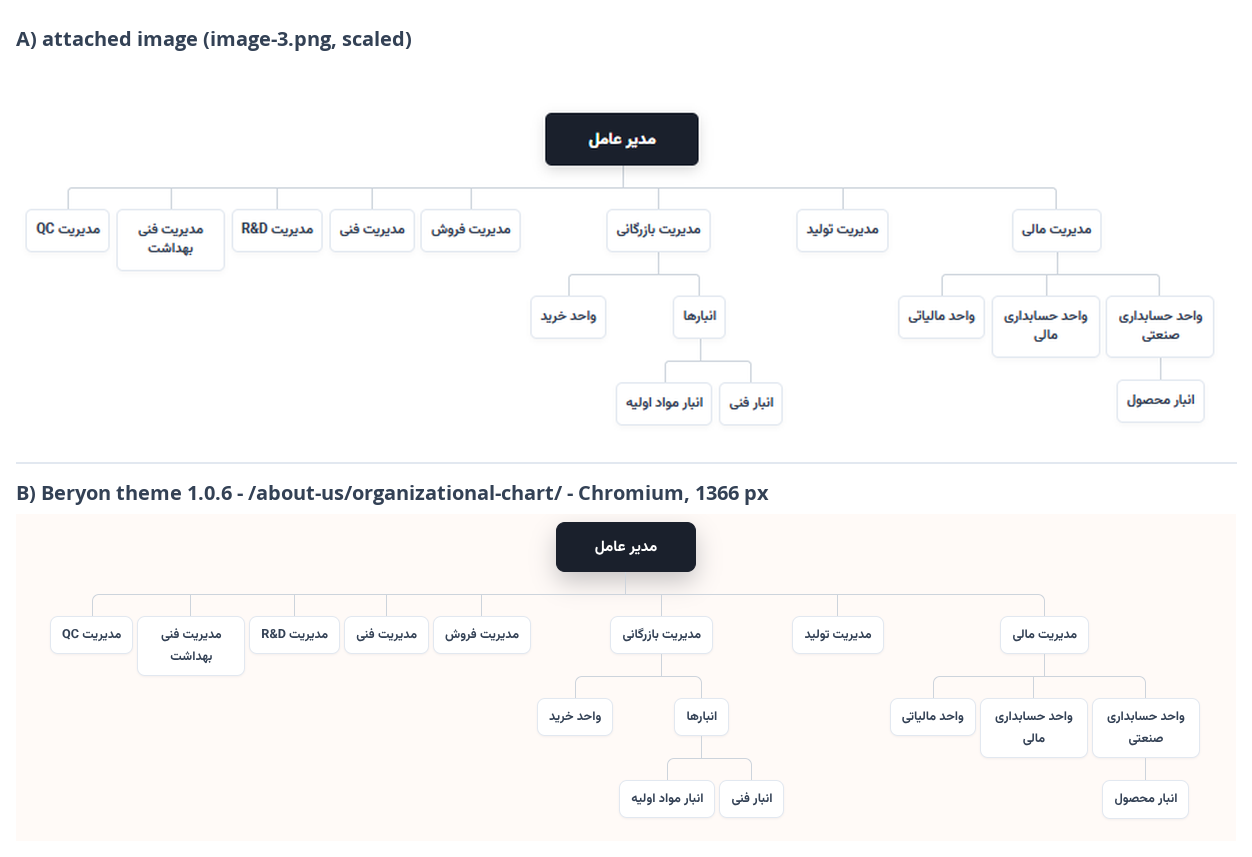 A) attached image (image-3.png, scaled)
مدیر عامل
مدیریت مالی
مدیریت تولید
مدیریت بازرگانی
مدیریت فروش
مدیریت فنی
مدیریت R&D
مدیریت فنی
بهداشت
مدیریت QC
واحد حسابداری
صنعتی
واحد حسابداری
مالی
واحد مالیاتی
انبارها
واحد خرید
انبار محصول
انبار فنی
انبار مواد اولیه
B) Beryon theme 1.0.6 - /about-us/organizational-chart/ - Chromium, 1366 px
مدیر عامل
مدیریت مالی
مدیریت تولید
مدیریت بازرگانی
مدیریت فروش
مدیریت فنی
مدیریت R&D
مدیریت فنی
بهداشت
مدیریت QC
واحد حسابداری
صنعتی
واحد حسابداری
مالی
واحد مالیاتی
انبارها
واحد خرید
انبار محصول
انبار فنی
انبار مواد اولیه